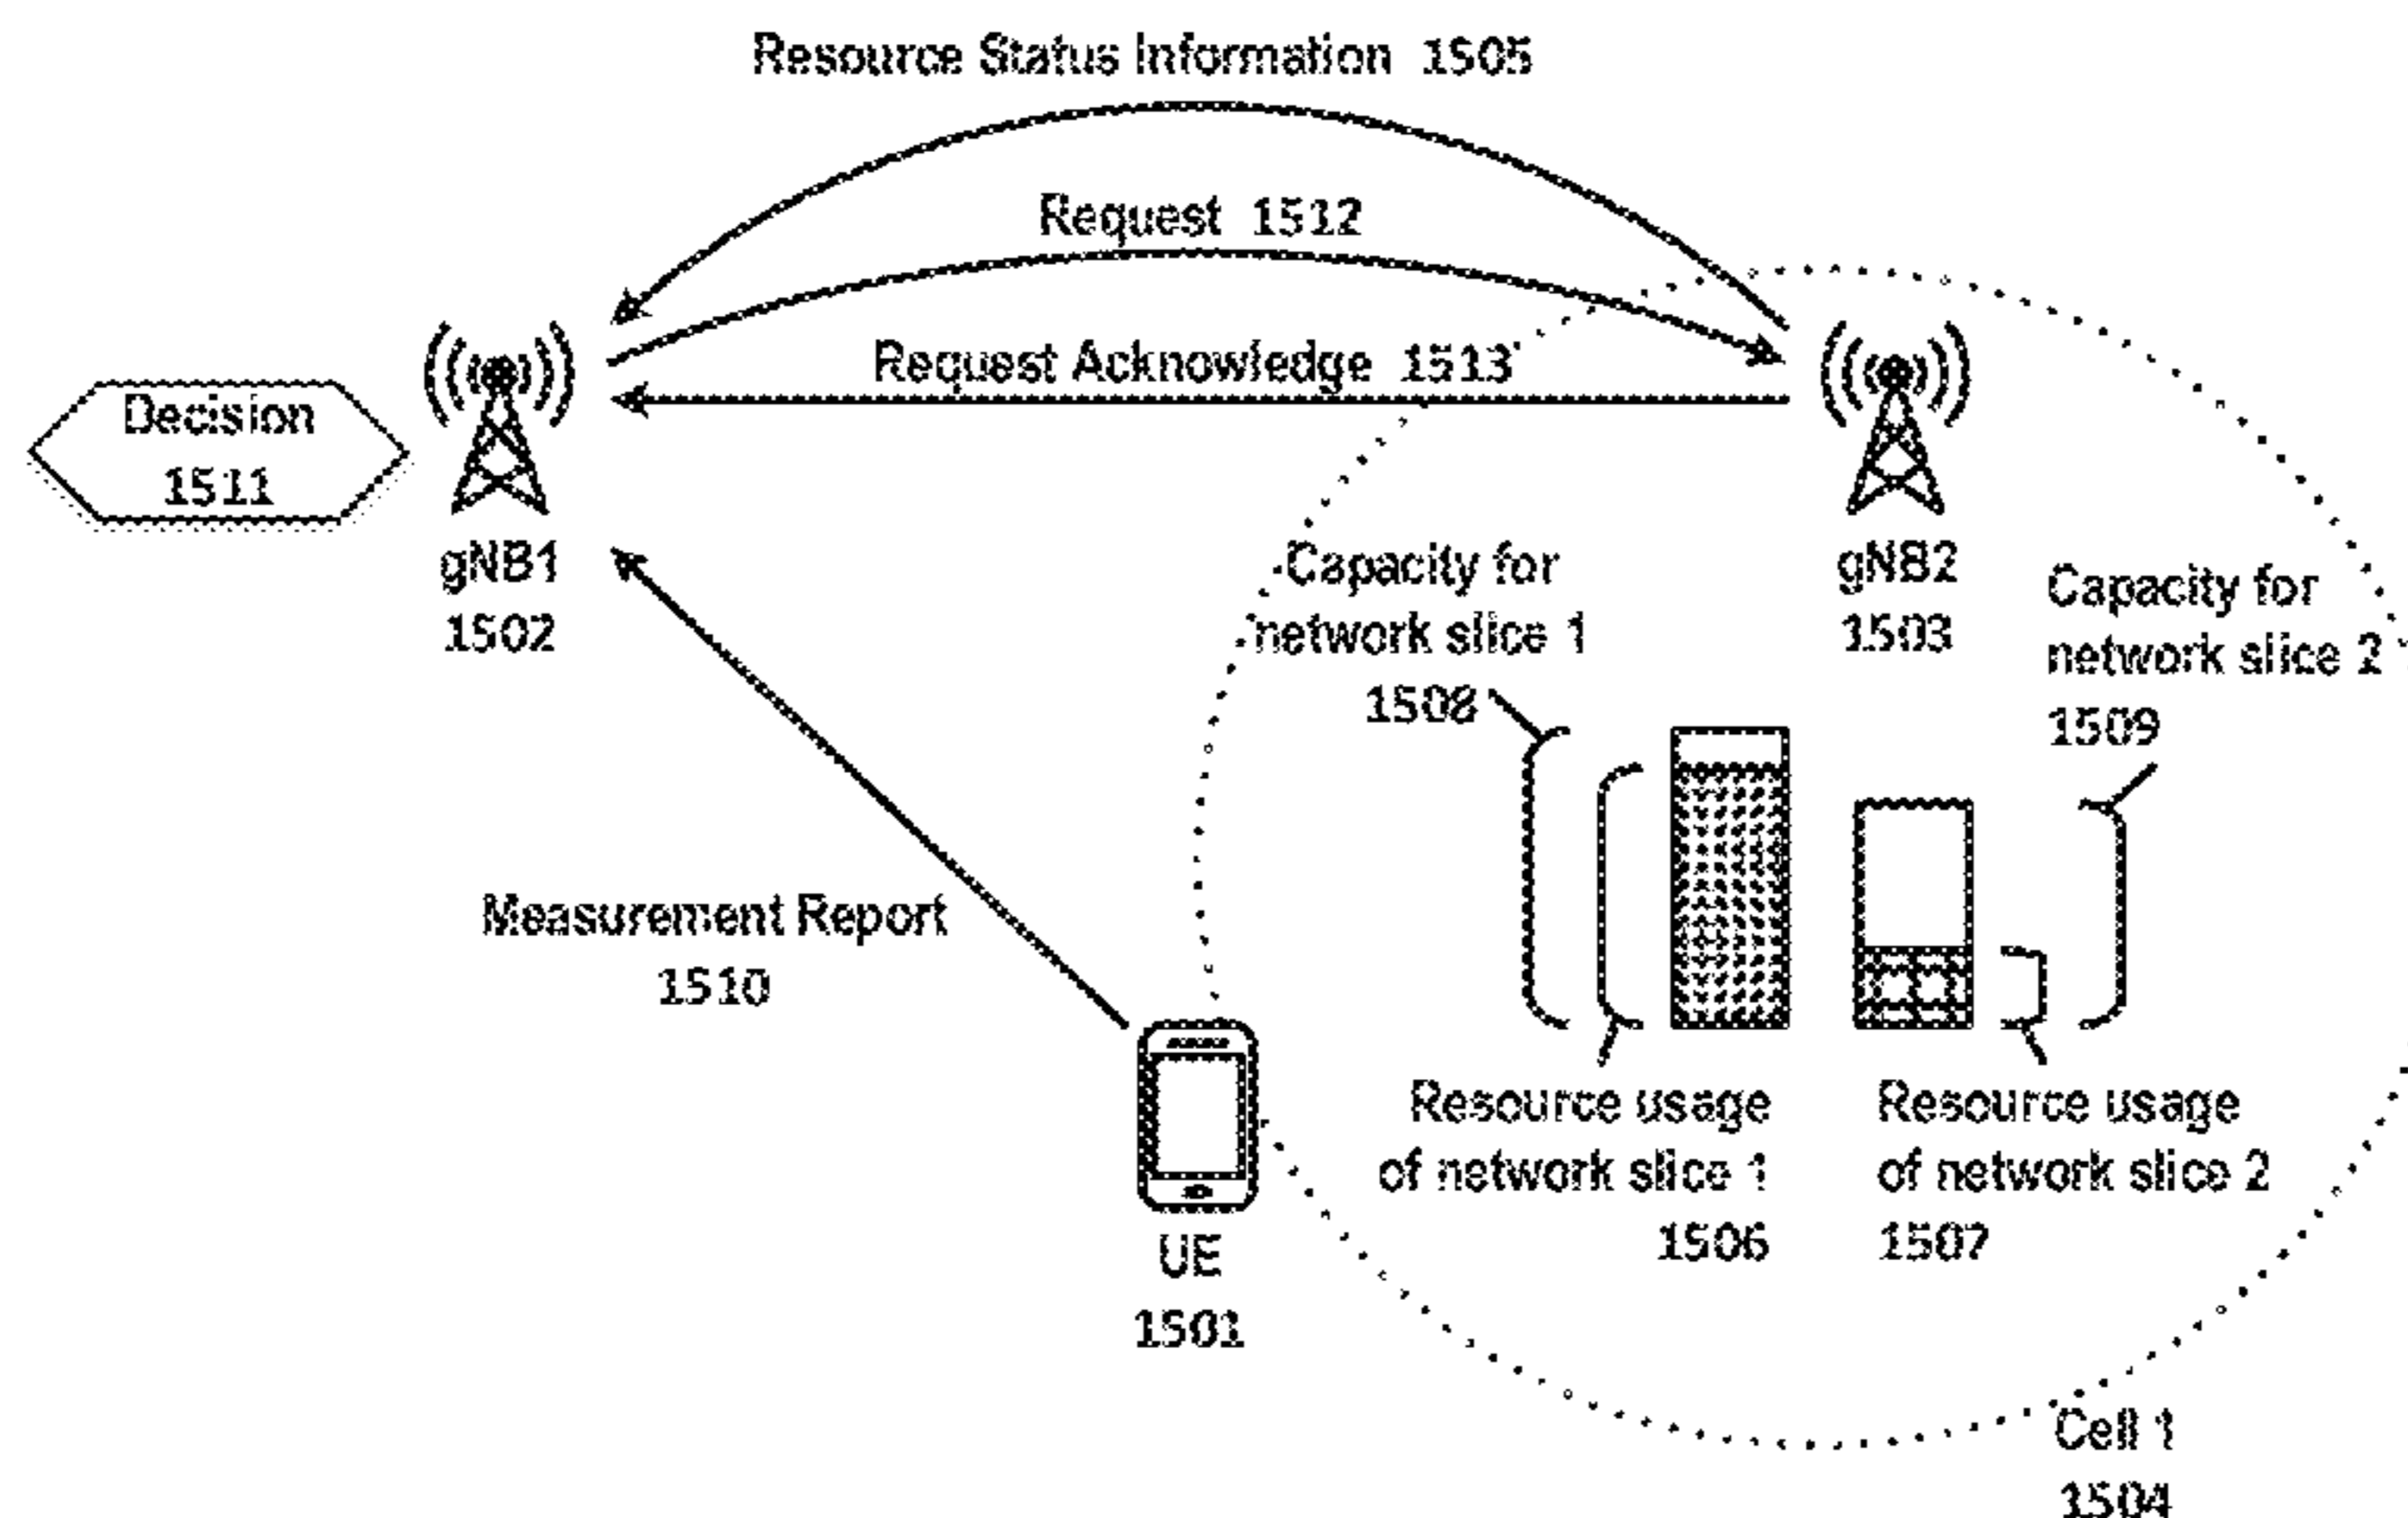 Resource Status Information 1505
Request 1512
Request Acknowledge 1513
Decision
1511
gNB1
1502
gNB2
1503
Capacity for
network slice 1
1508
Capacity for
network slice 2
1509
Measurement Report
1510
Resource usage
of network slice 1
1506
Resource usage
of network slice 2
1507
UE
1501
Cell 1
1504